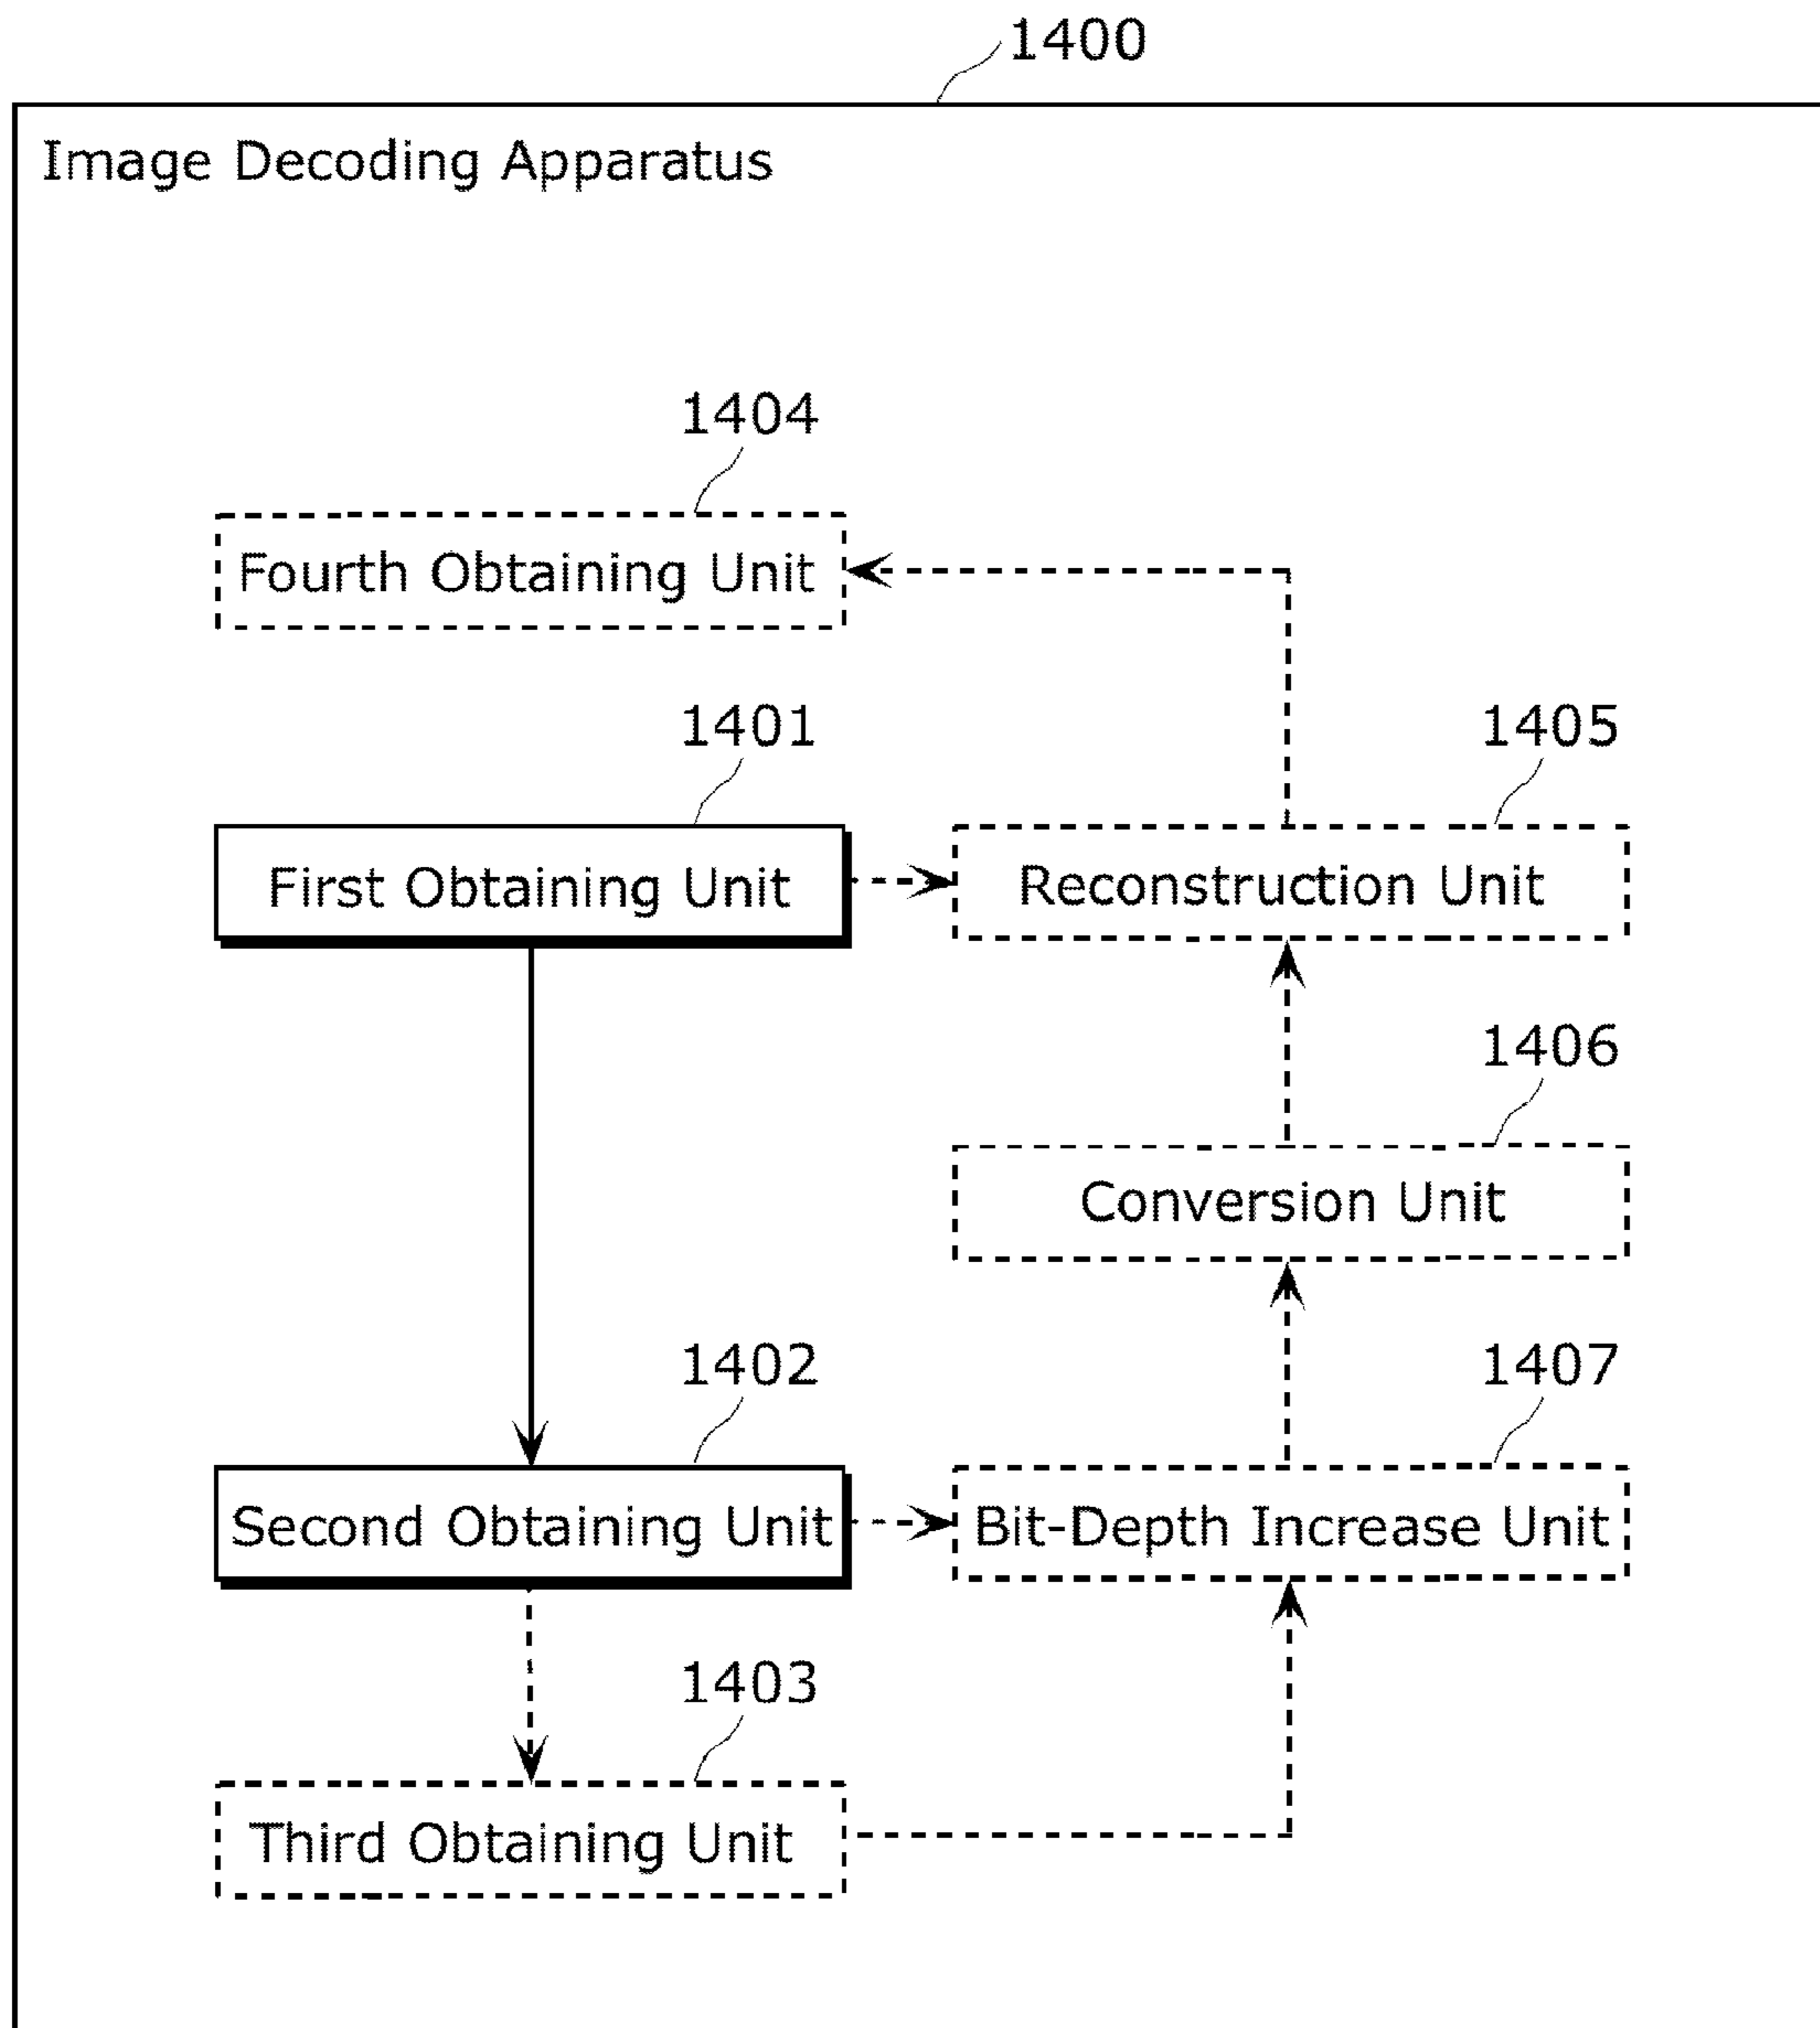 1400
Image Decoding Apparatus
1404
Fourth Obtaining Unit
1401
1405
First Obtaining Unit
Reconstruction Unit
1406
Conversion Unit
1402
1407
Second Obtaining Unit
Bit-Depth Increase Unit
1403
Third Obtaining Unit